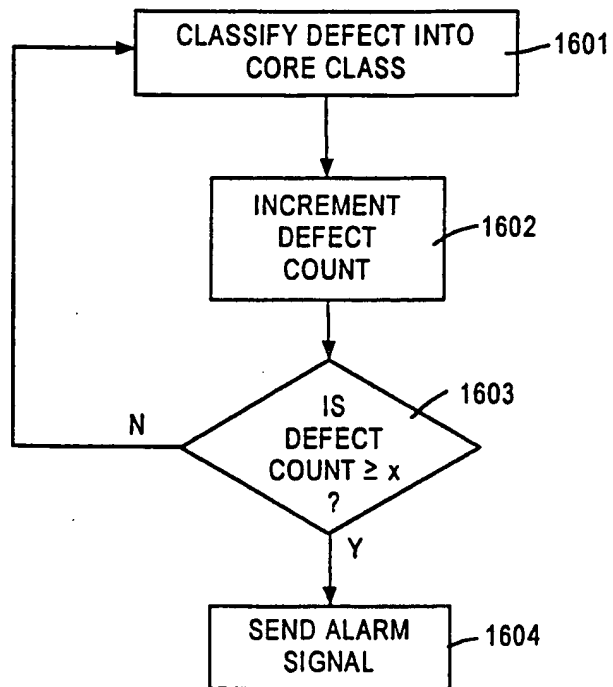 CLASSIFY DEFECT INTO
CORE CLASS
1601
INCREMENT
DEFECT
COUNT
1602
IS
DEFECT
COUNT ≥ x
?
1603
N
Y
SEND ALARM
SIGNAL
1604